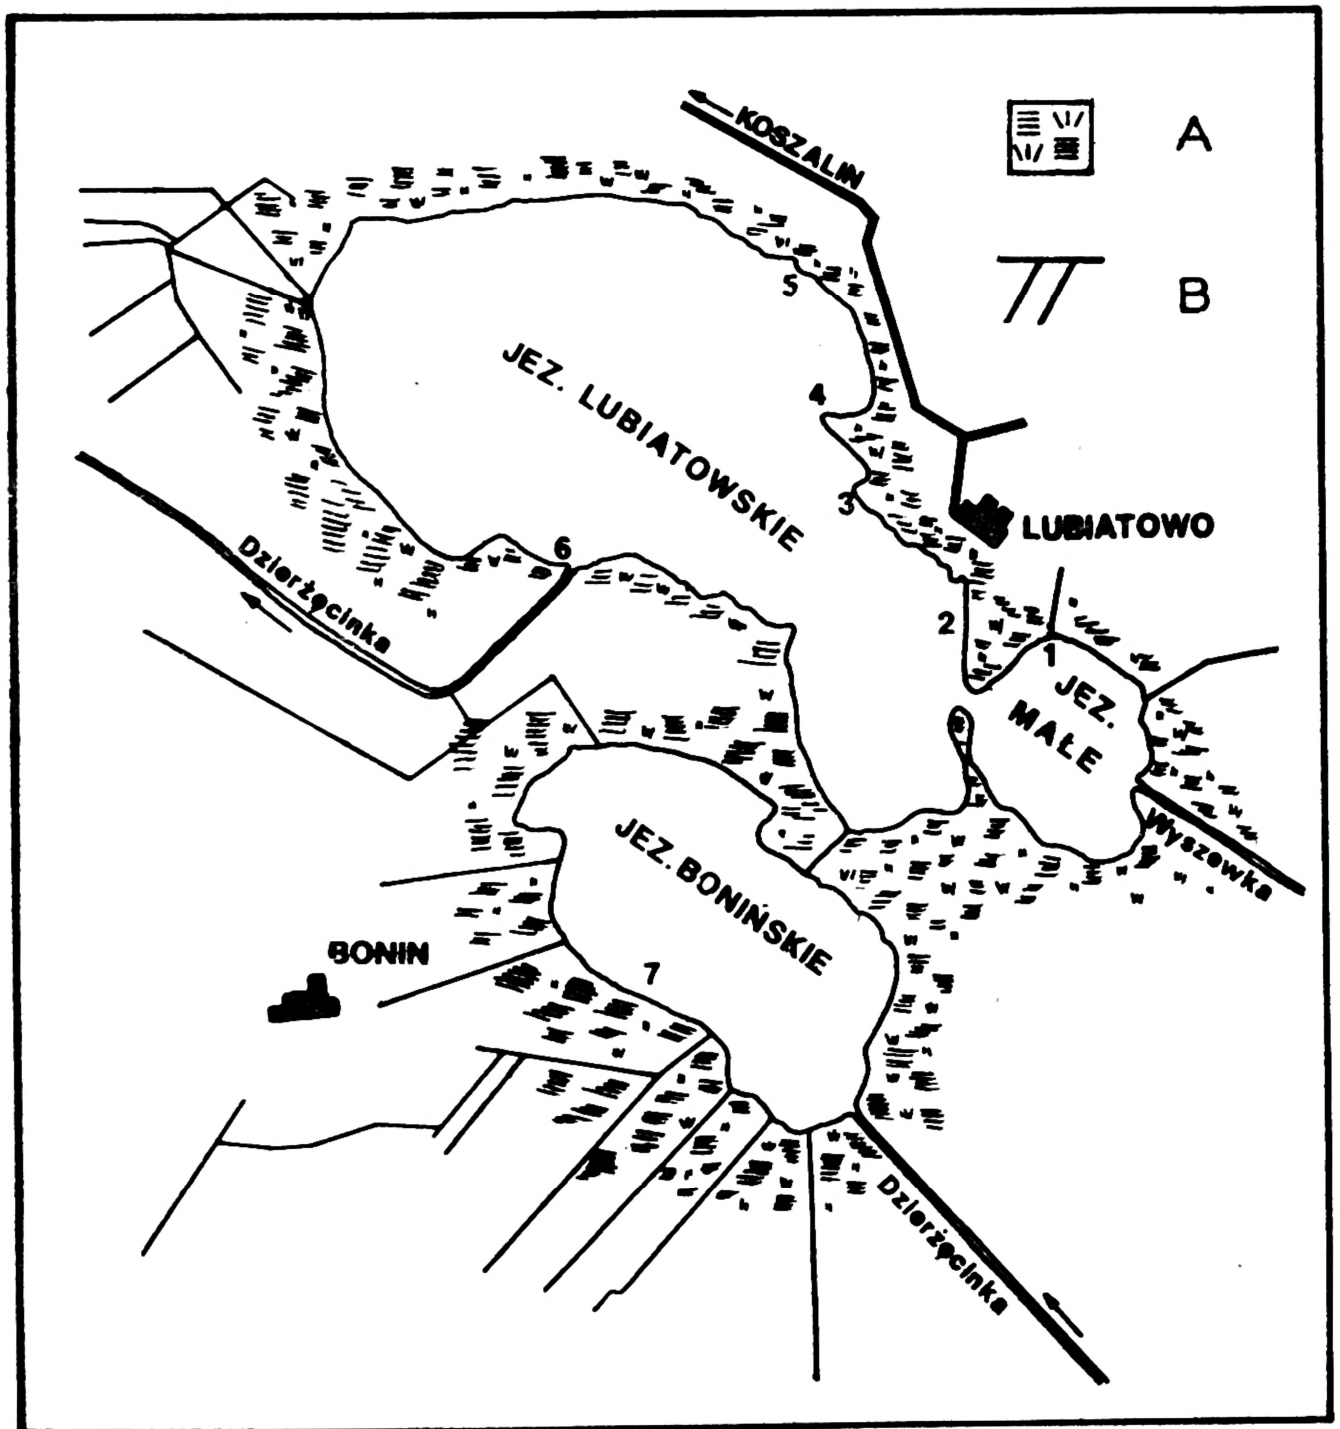 KOSZALIN
A
B
5
JEZ. LUBIATOWSKIE
4
3
LUBIATOWO
Dzierżęcinka
6
2
1
JEZ.
MAŁE
Wyszewka
JEZ. BONIŃSKIE
BONIN
7
Dzierżęcinka